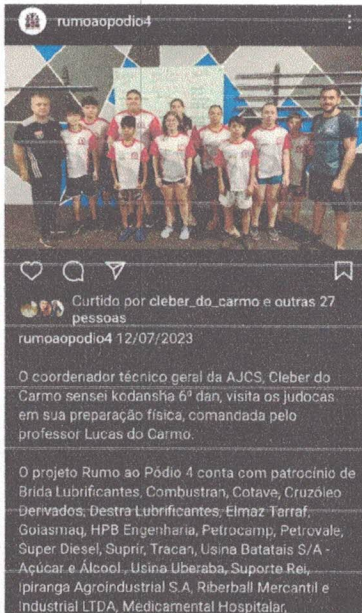 rumoaopodio4
Curtido por cleber_do_carmo e outras 27
pessoas
rumoaopodio4 12/07/2023
O coordenador técnico geral da AJCS, Cleber do
Carmo sensei kodansha 6º dan, visita os judocas
em sua preparação física, comandada pelo
professor Lucas do Carmo.
O projeto Rumo ao Pódio 4 conta com patrocínio de
Brida Lubrificantes, Combustran, Cotave, Cruzóleo
Derivados, Destra Lubrificantes, Elmaz Tarraf,
Goiasmaq, HPB Engenharia, Petrocamp, Petrovale,
Super Diesel, Suprir, Tracan, Usina Batatais S/A -
Açúcar e Álcool , Usina Uberaba, Suporte Rei,
Ipiranga Agroindustrial S.A, Riberball Mercantil e
Industrial LTDA, Medicamental Hospitalar,